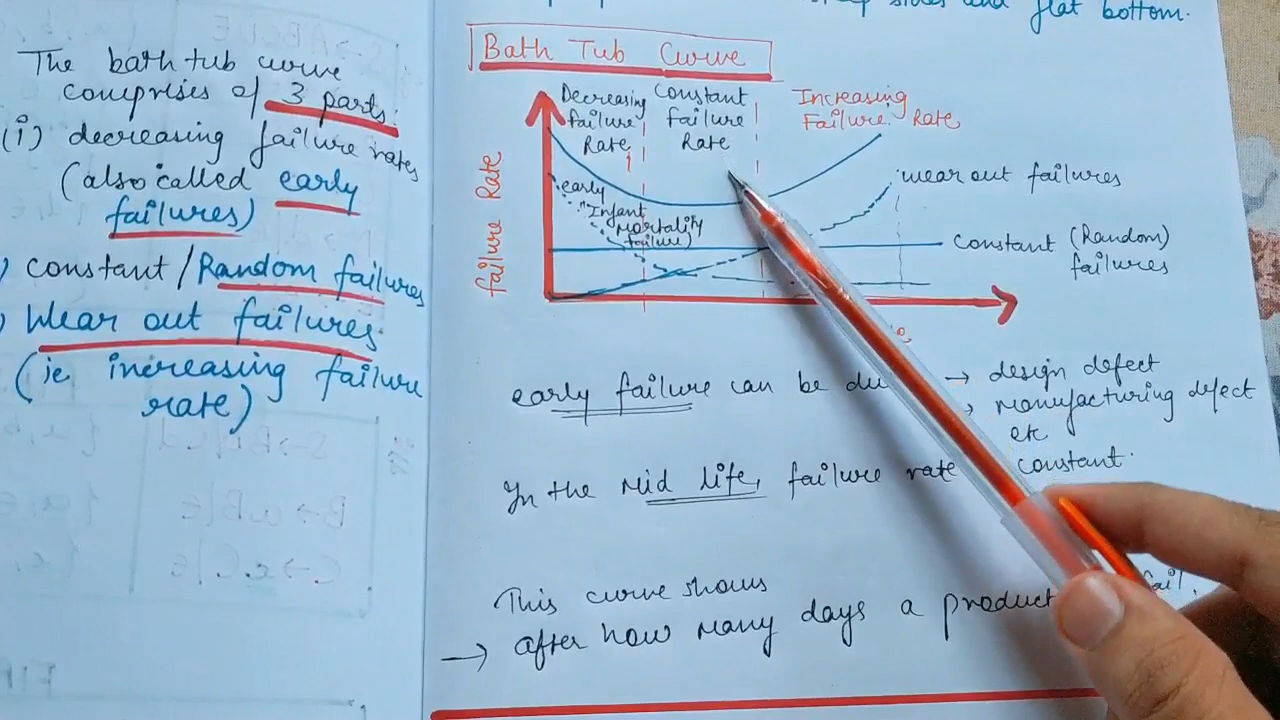 The bath tub curve
comprises of 3 parts.
(i) decreasing failure rates
(also called early
failures)
) constant / Random failures
) Wear out failures
(ie increasing failure
rate)
sides and flat bottom.
Bath Tub Curve
Decreasing
failure
Rate
Constant
failure
Rate
Increasing
Failure Rate
failure Rate
early
"Infant
Mortality
failure)
wear out failures
Constant (Random)
failures
early failure can be du
→ design defect
→ Manufacturing defect
etc
In the Mid life, failure rate constant.
This curve shows
→ after how many days a product fail.